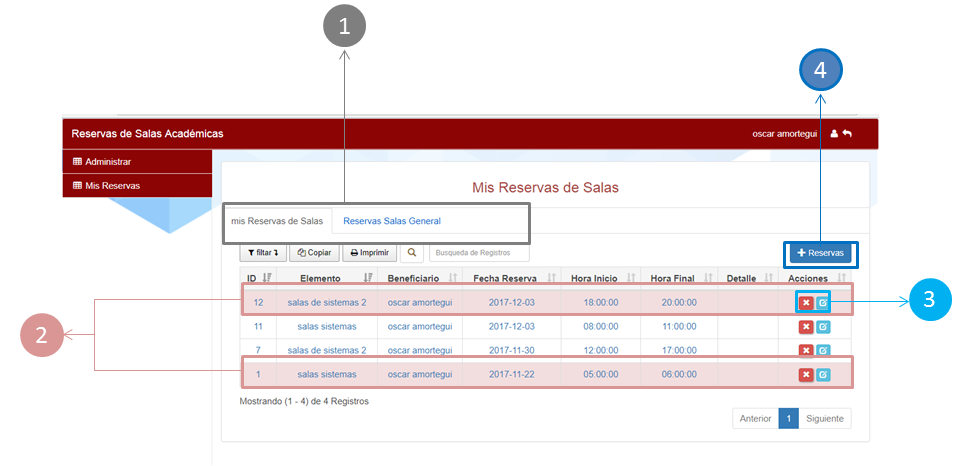 1
4
Reservas de Salas Académicas
oscar amortegui
Administrar
Mis Reservas
Mis Reservas de Salas
mis Reservas de Salas Reservas Salas General
filtar Copiar Imprimir Busqueda de Registros + Reservas
ID Elemento Beneficiario Fecha Reserva Hora Inicio Hora Final Detalle Acciones
12 salas de sistemas 2 oscar amortegui 2017-12-03 18:00:00 20:00:00
3
11 salas sistemas oscar amortegui 2017-12-03 08:00:00 11:00:00
2
7 salas de sistemas 2 oscar amortegui 2017-11-30 12:00:00 17:00:00
1 salas sistemas oscar amortegui 2017-11-22 05:00:00 06:00:00
Mostrando (1 - 4) de 4 Registros
Anterior 1 Siguiente